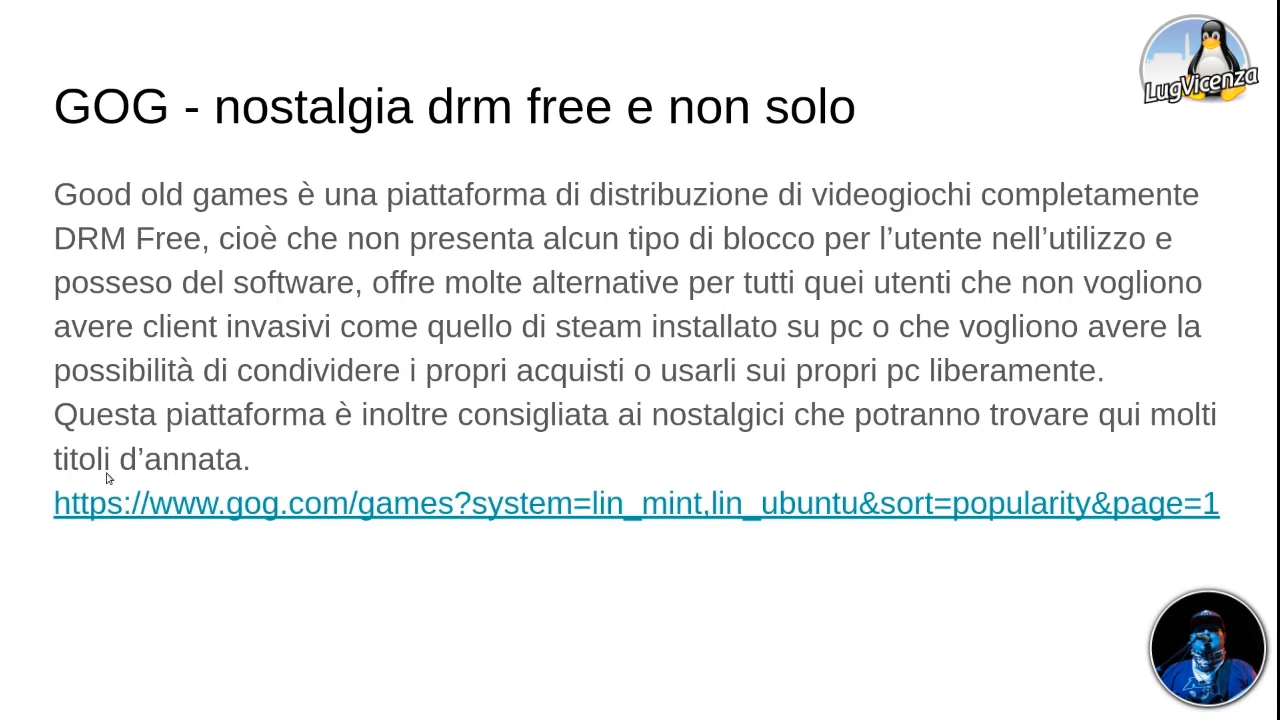 LugVicenza
GOG - nostalgia drm free e non solo
Good old games è una piattaforma di distribuzione di videogiochi completamente
DRM Free, cioè che non presenta alcun tipo di blocco per l’utente nell’utilizzo e
posseso del software, offre molte alternative per tutti quei utenti che non vogliono
avere client invasivi come quello di steam installato su pc o che vogliono avere la
possibilità di condividere i propri acquisti o usarli sui propri pc liberamente.
Questa piattaforma è inoltre consigliata ai nostalgici che potranno trovare qui molti
titoli d’annata.
https://www.gog.com/games?system=lin_mint,lin_ubuntu&sort=popularity&page=1